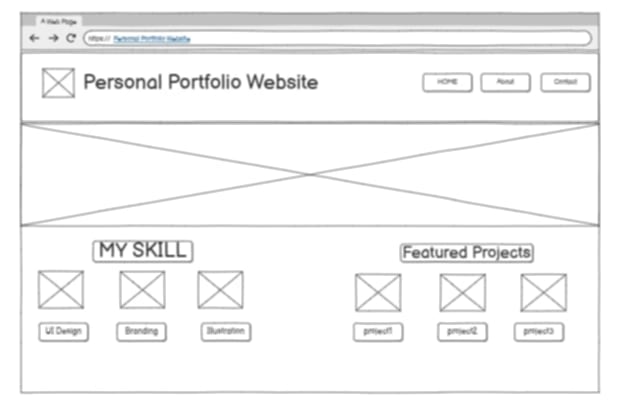 A Web Page
https:// Personal Portfolio Website
Personal Portfolio Website
HOME
About
Contact
MY SKILL
Featured Projects
UI Design
Branding
Illustration
project1
project2
project3